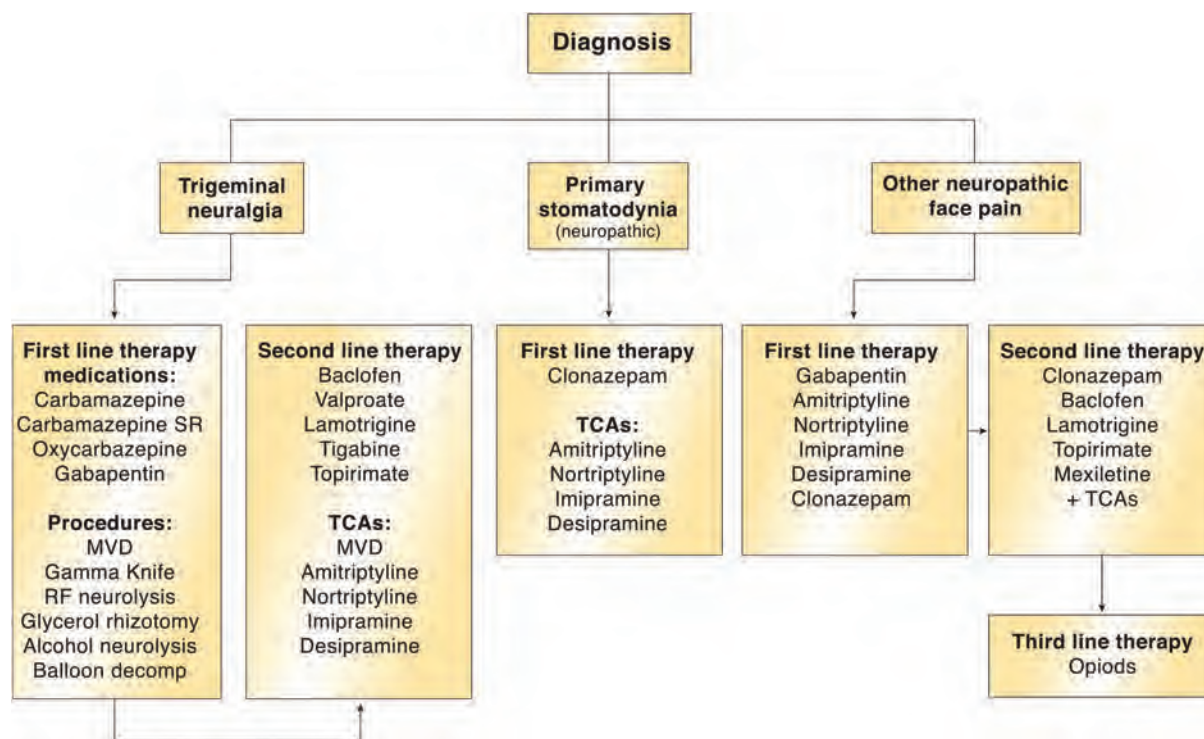 Diagnosis
Trigeminal
neuralgia
Primary
stomatodynia
(neuropathic)
Other neuropathic
face pain
First line therapy
medications:
Carbamazepine
Carbamazepine SR
Oxycarbazepine
Gabapentin
Procedures:
MVD
Gamma Knife
RF neurolysis
Glycerol rhizotomy
Alcohol neurolysis
Balloon decomp
Second line therapy
Baclofen
Valproate
Lamotrigine
Tigabine
Topirimate
TCAs:
MVD
Amitriptyline
Nortriptyline
Imipramine
Desipramine
First line therapy
Clonazepam
TCAs:
Amitriptyline
Nortriptyline
Imipramine
Desipramine
First line therapy
Gabapentin
Amitriptyline
Nortriptyline
Imipramine
Desipramine
Clonazepam
Second line therapy
Clonazepam
Baclofen
Lamotrigine
Topirimate
Mexiletine
+ TCAs
Third line therapy
Opiods